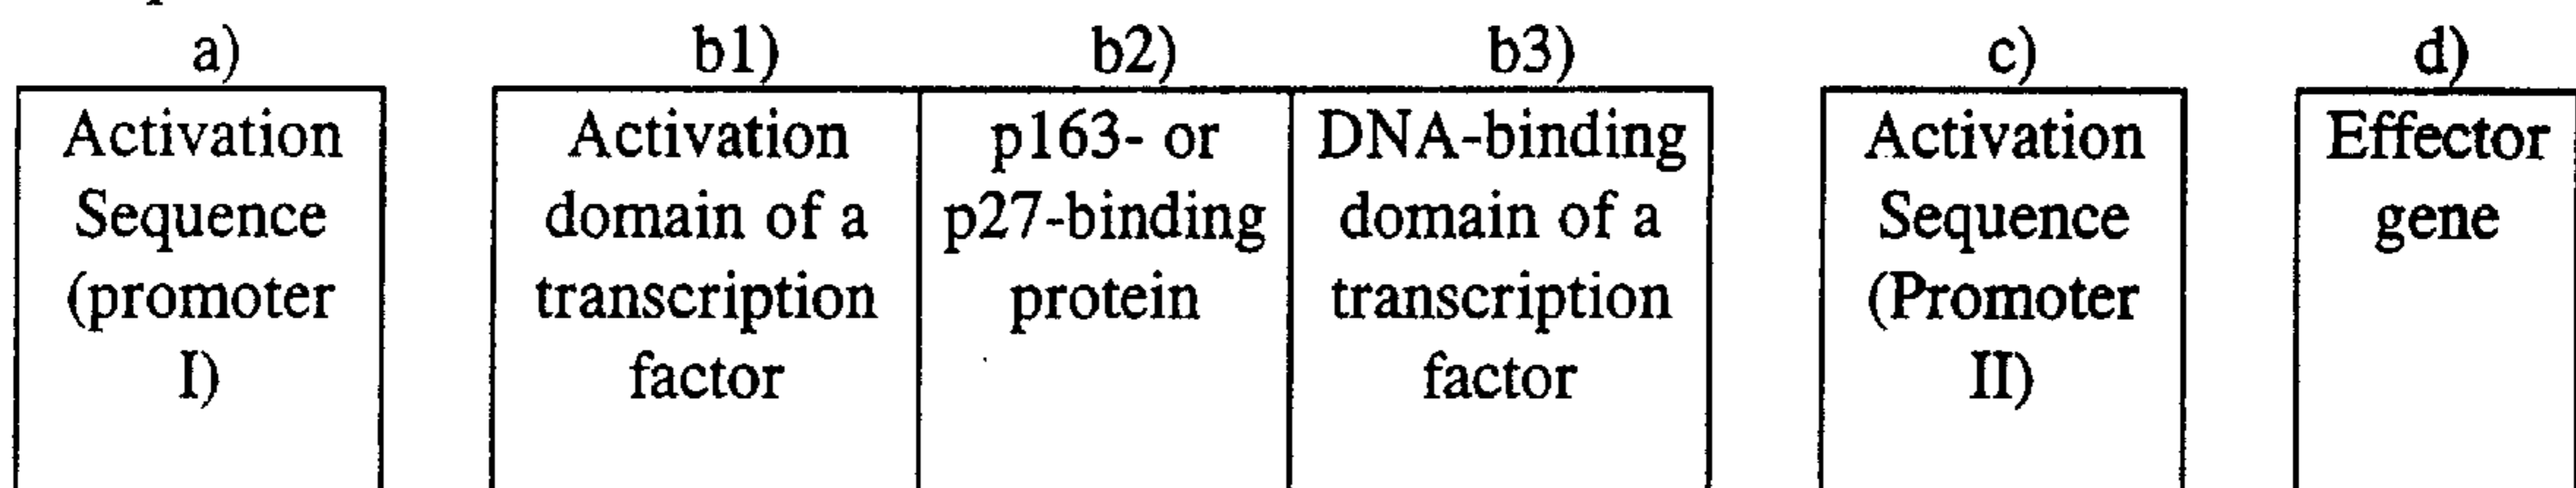 a) b1) b2) b3) c) d)
Activation Activation p163- or DNA-binding Activation Effector
Sequence domain of a p27-binding domain of a Sequence gene
(promoter transcription protein transcription (Promoter
I) factor factor II)